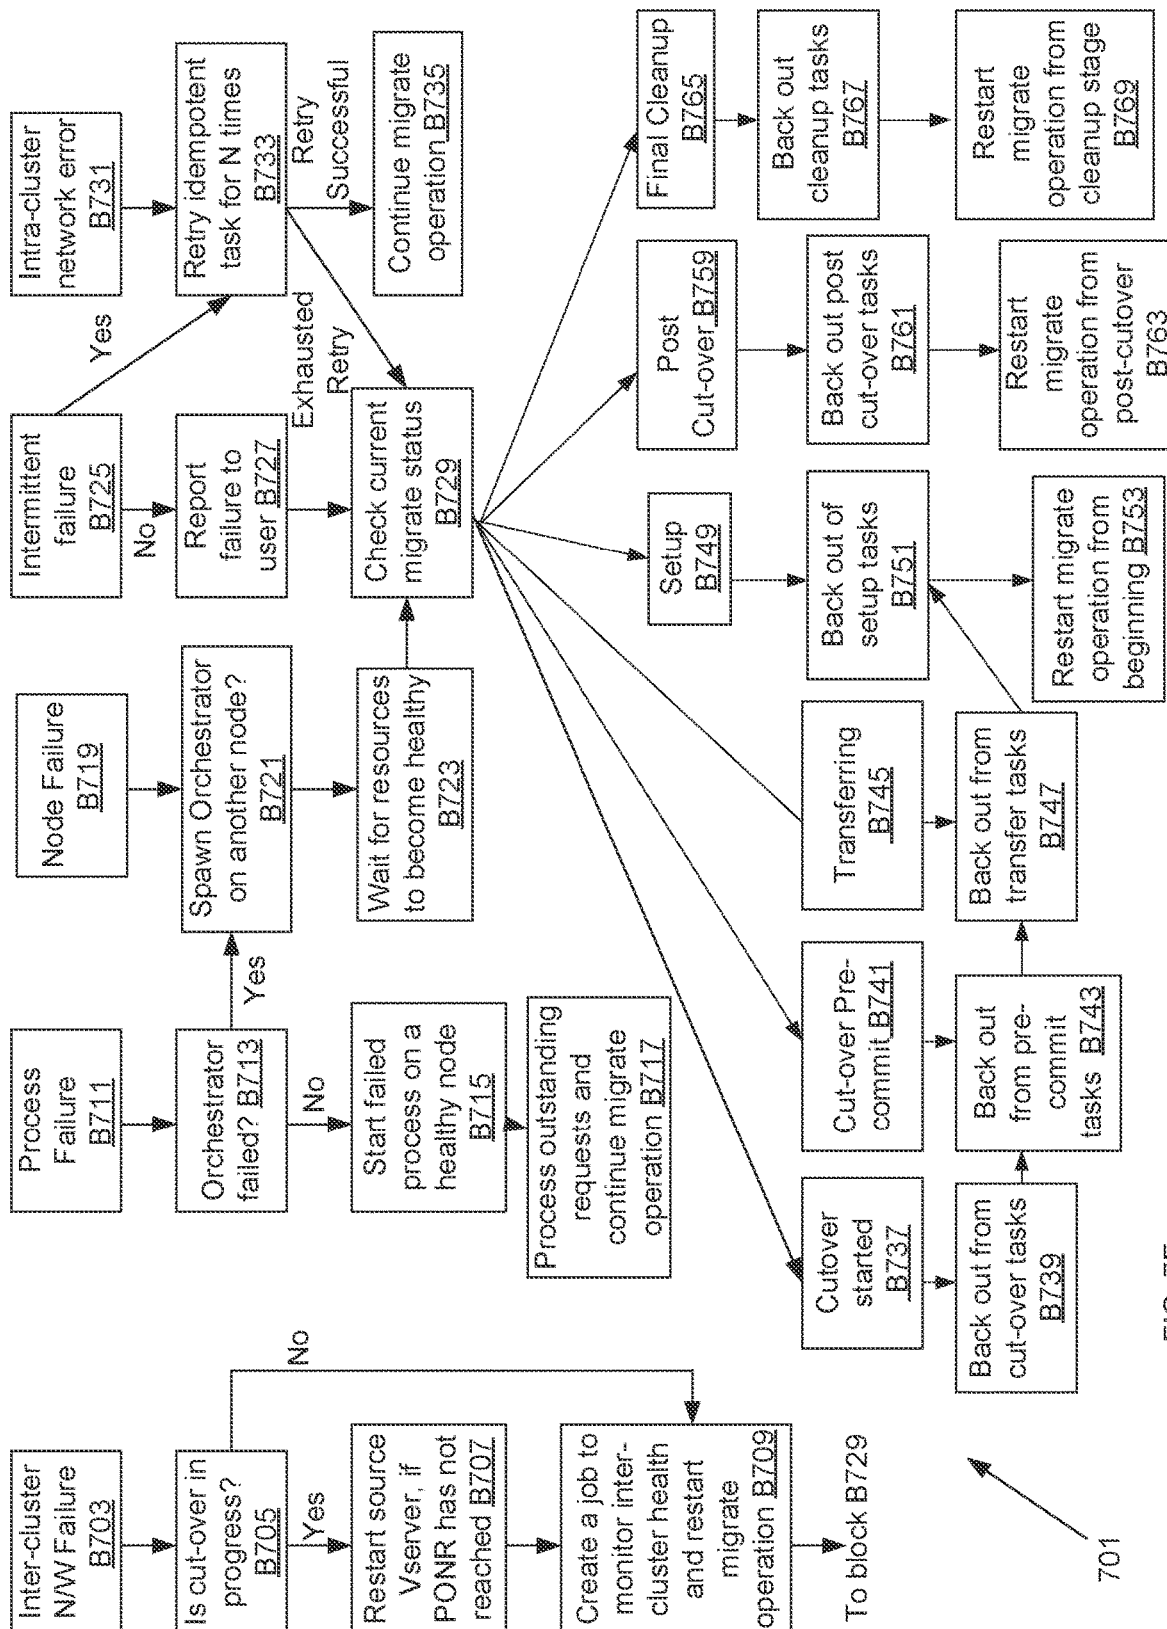 Inter-cluster
N/W Failure
B703
Is cut-over in
progress?
B705
Yes
No
Restart source
Vserver, if
PONR has not
reached B707
Create a job to
monitor inter-
cluster health
and restart
migrate
operation B709
To block B729
Process
Failure
B711
Orchestrator
failed? B713
Yes
No
Start failed
process on a
healthy node
B715
Process outstanding
requests and
continue migrate
operation B717
Node Failure
B719
Spawn Orchestrator
on another node?
B721
Wait for resources
to become healthy
B723
Intermittent
failure
B725
Yes
No
Report
failure to
user B727
Check current
migrate status
B729
Intra-cluster
network error
B731
Retry idempotent
task for N times
B733
Exhausted
Retry
Retry
Successful
Continue migrate
operation B735
Cutover
started
B737
Back out from
cut-over tasks
B739
Cut-over Pre-
commit B741
Back out
from pre-
commit
tasks B743
Transferring
B745
Back out from
transfer tasks
B747
Setup
B749
Back out of
setup tasks
B751
Restart migrate
operation from
beginning B753
Post
Cut-over B759
Back out post
cut-over tasks
B761
Restart
migrate
operation from
post-cutover
B763
Final Cleanup
B765
Back out
cleanup tasks
B767
Restart
migrate
operation from
cleanup stage
B769
701